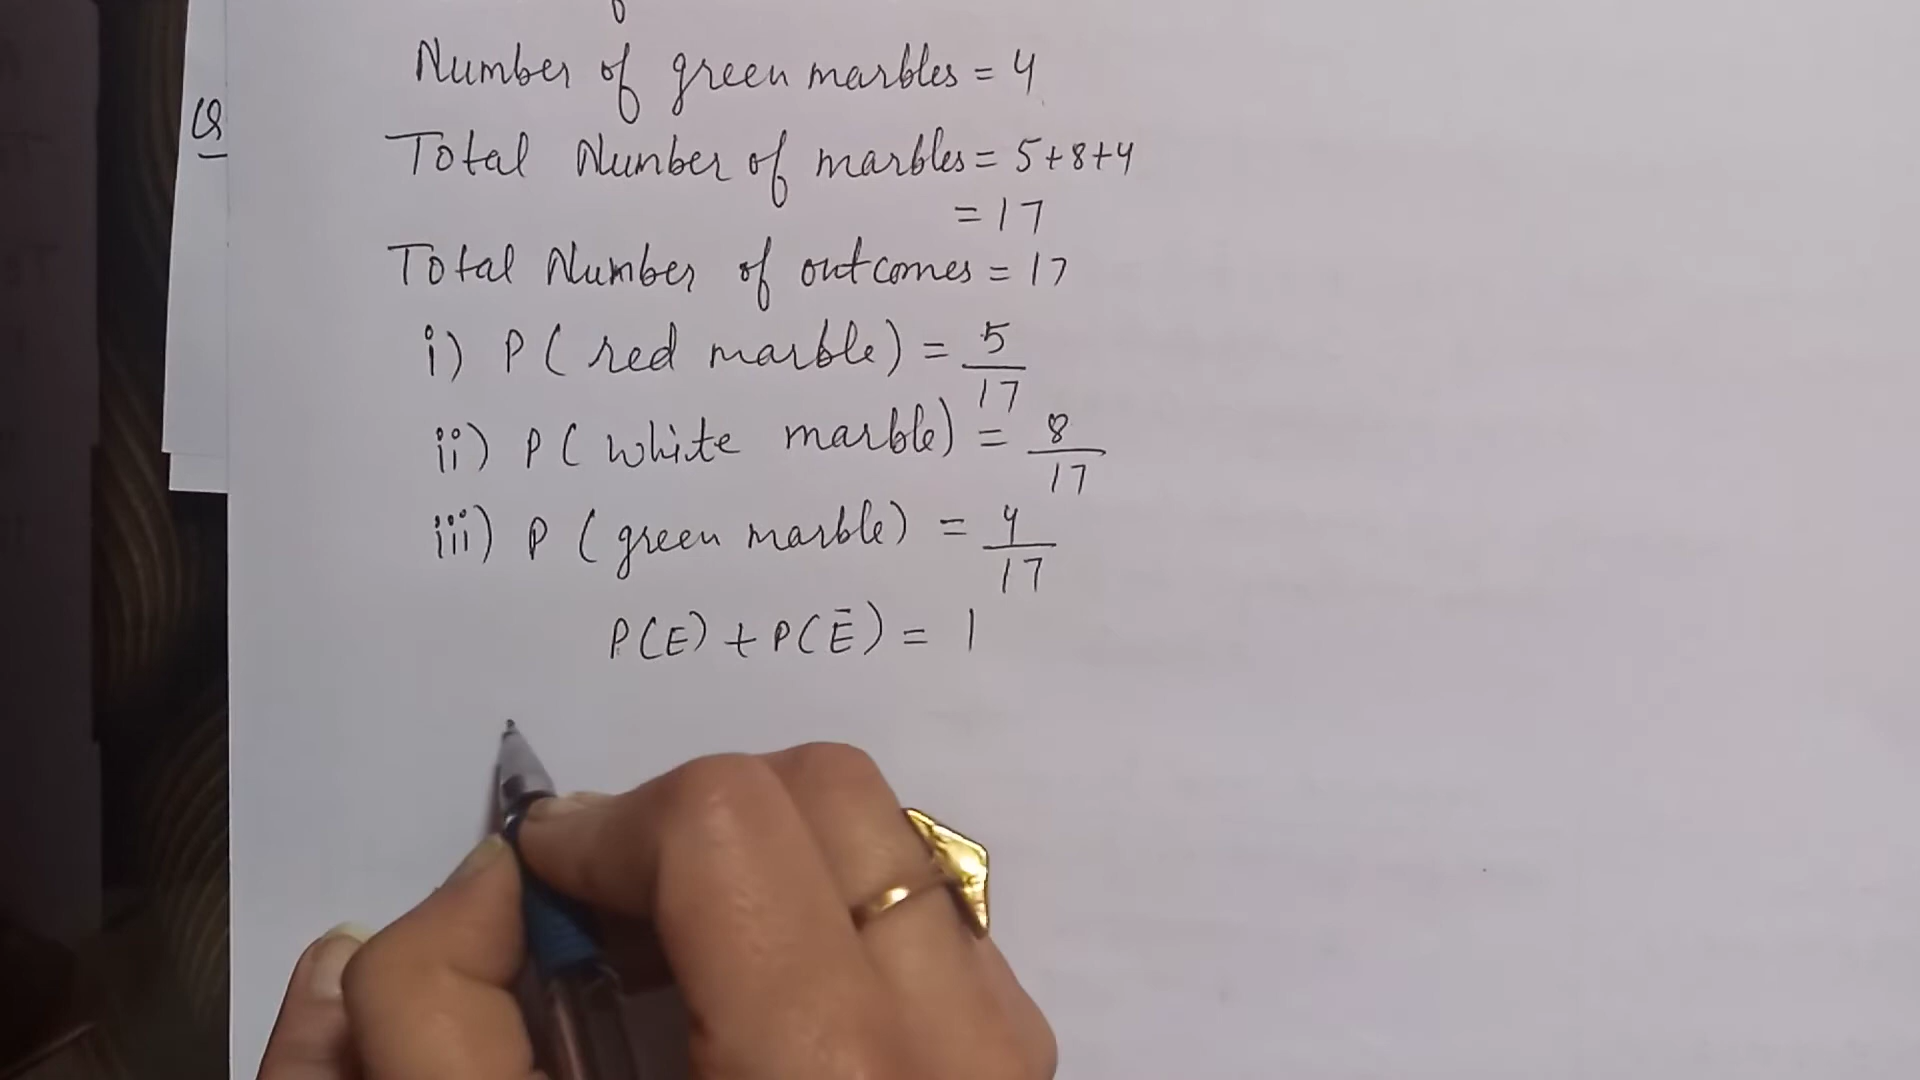 Number of green marbles = 4
Q
Total Number of marbles = 5+8+4
= 17
Total Number of outcomes = 17
i) P( red marble) = 5/17
ii) P( white marble) = 8/17
iii) P (green marble) = 4/17
P(E) + P(Ē) = 1